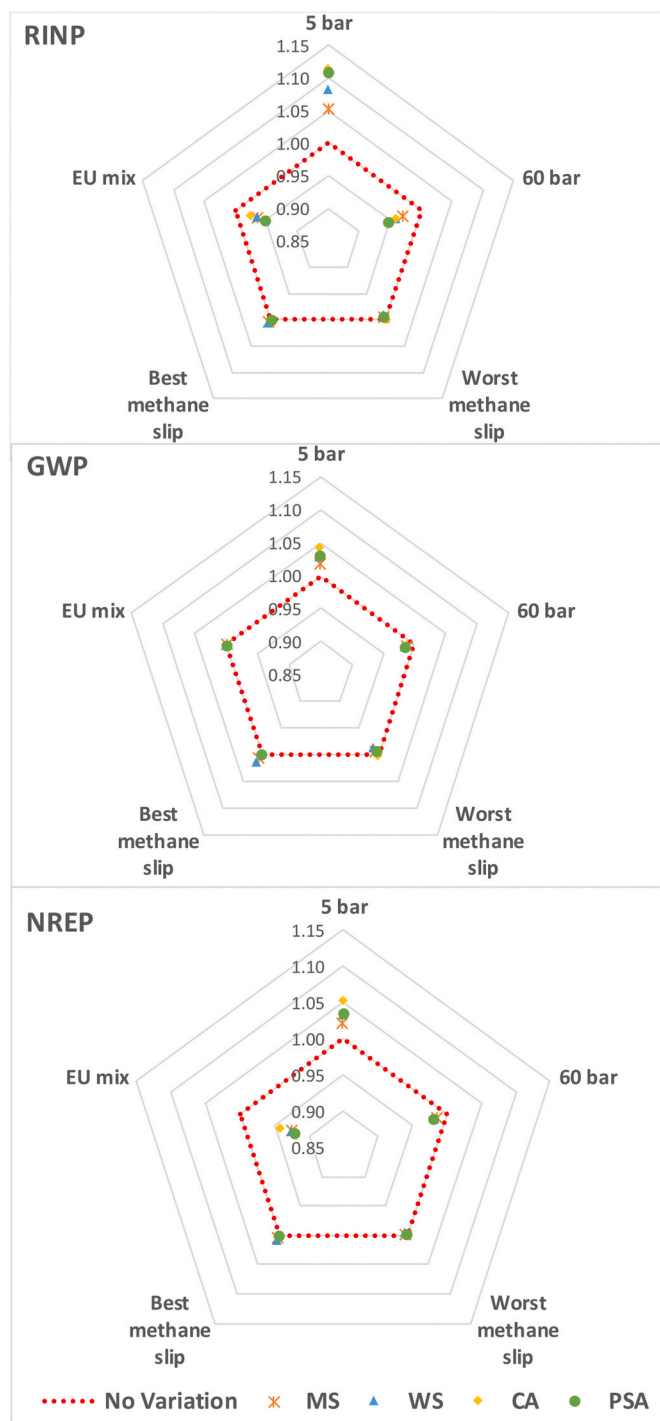 RINP
5 bar
1.15
1.10
1.05
1.00
0.95
0.90
0.85
EU mix
60 bar
Best
methane
slip
Worst
methane
slip
GWP
5 bar
1.15
1.10
1.05
1.00
0.95
0.90
0.85
EU mix
60 bar
Best
methane
slip
Worst
methane
slip
NREP
5 bar
1.15
1.10
1.05
1.00
0.95
0.90
0.85
EU mix
60 bar
Best
methane
slip
Worst
methane
slip
No Variation MS WS CA PSA